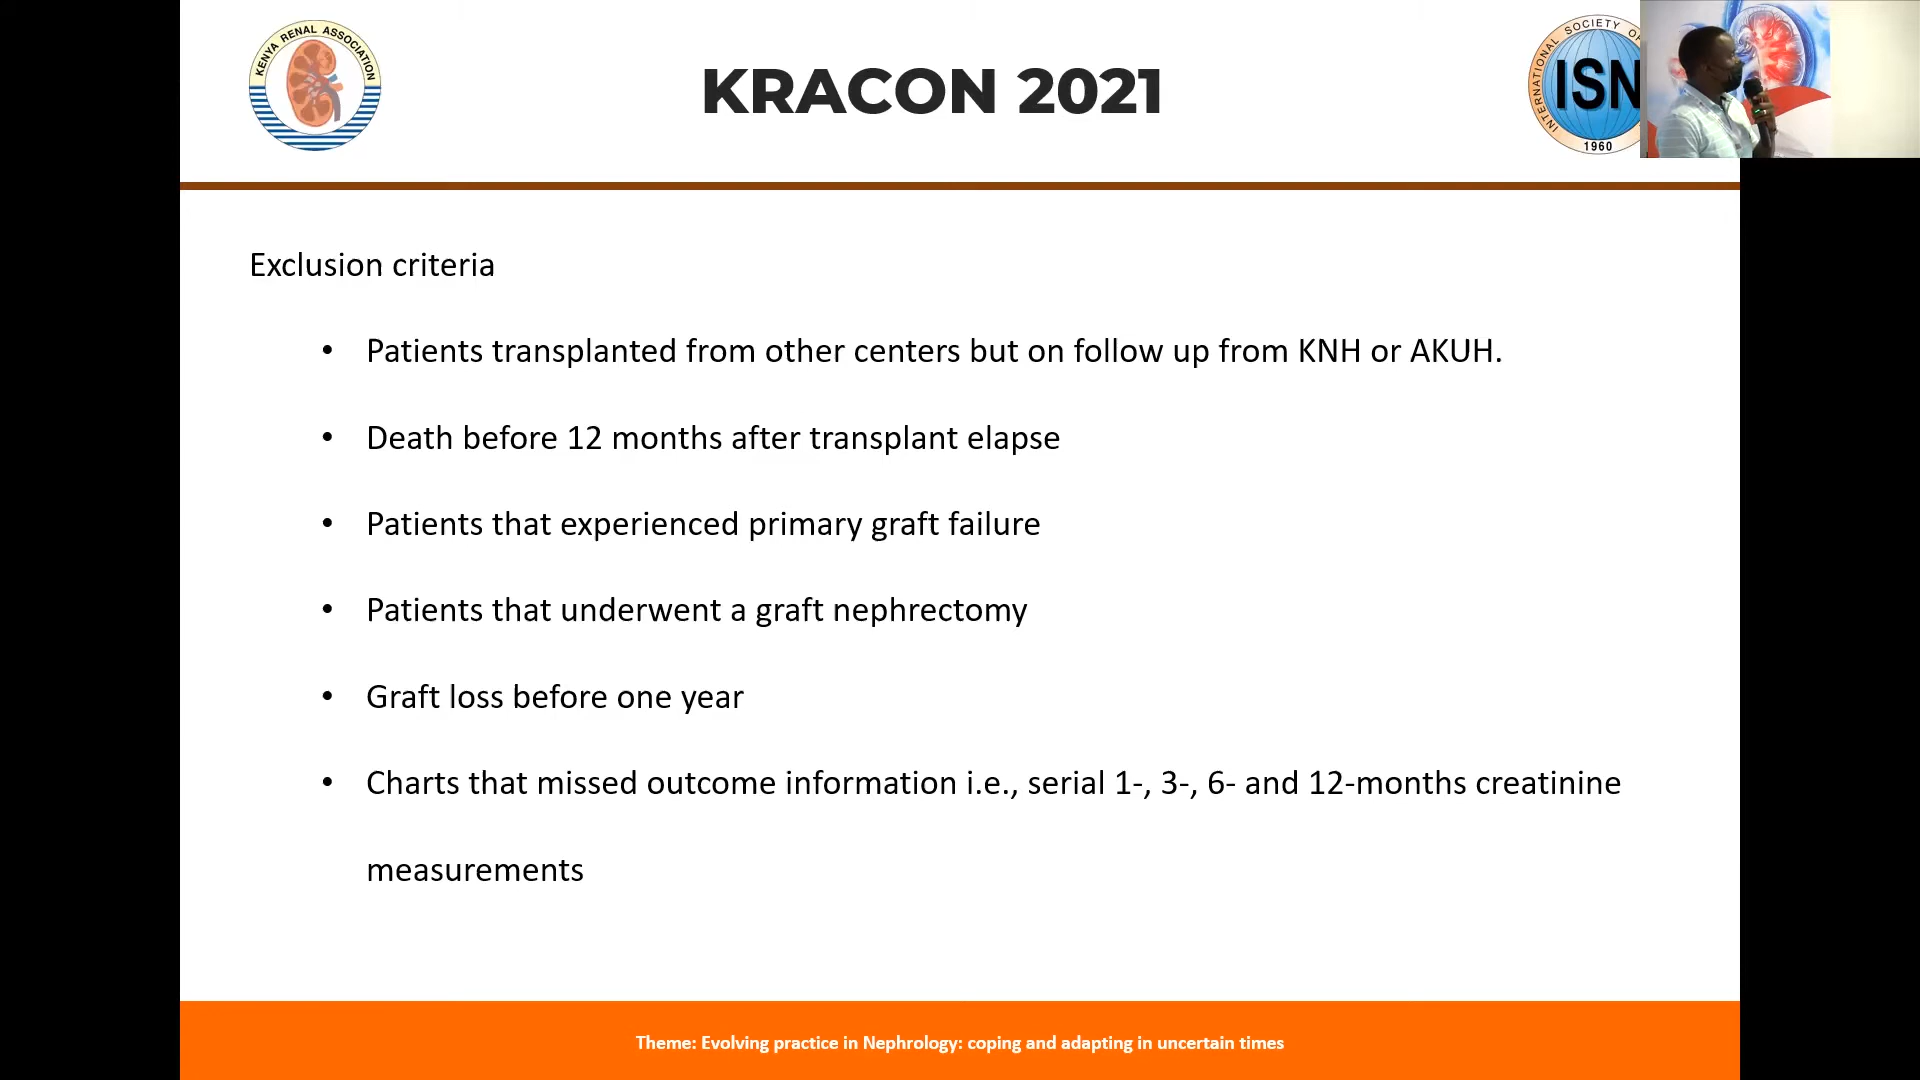 KENYA RENAL ASSOCIATION
KRACON 2021
INTERNATIONAL SOCIETY
ISN
1960
Exclusion criteria
• Patients transplanted from other centers but on follow up from KNH or AKUH.
• Death before 12 months after transplant elapse
• Patients that experienced primary graft failure
• Patients that underwent a graft nephrectomy
• Graft loss before one year
• Charts that missed outcome information i.e., serial 1-, 3-, 6- and 12-months creatinine
measurements
Theme: Evolving practice in Nephrology: coping and adapting in uncertain times